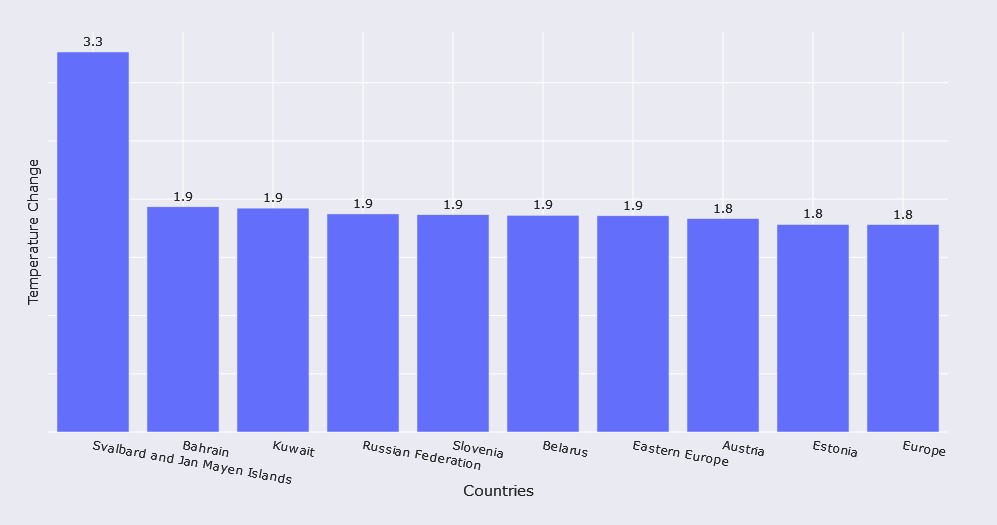 3.3
1.9
1.9
1.9
1.9
1.9
1.9
1.8
1.8
1.8
Temperature Change
Svalbard and Jan Mayen Islands
Bahrain
Kuwait
Russian Federation
Slovenia
Belarus
Eastern Europe
Austria
Estonia
Europe
Countries